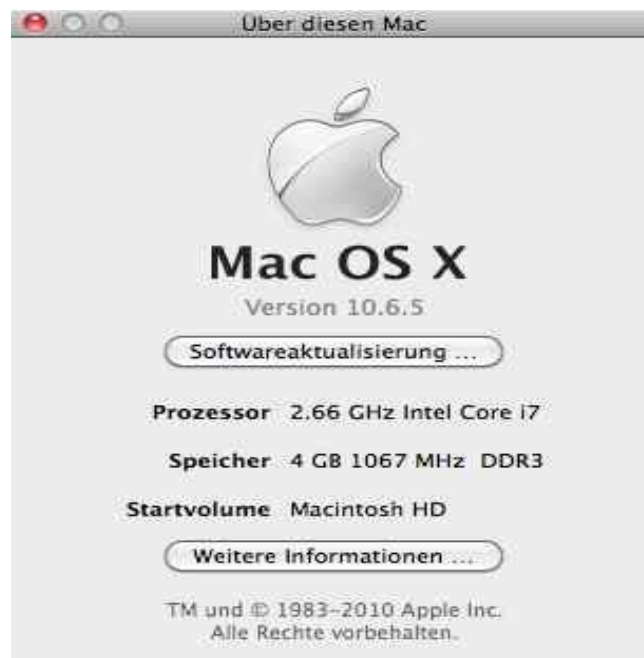 Über diesen Mac
Mac OS X
Version 10.6.5
Softwareaktualisierung ...
Prozessor 2.66 GHz Intel Core i7
Speicher 4 GB 1067 MHz DDR3
Startvolume Macintosh HD
Weitere Informationen ...
TM und © 1983–2010 Apple Inc.
Alle Rechte vorbehalten.